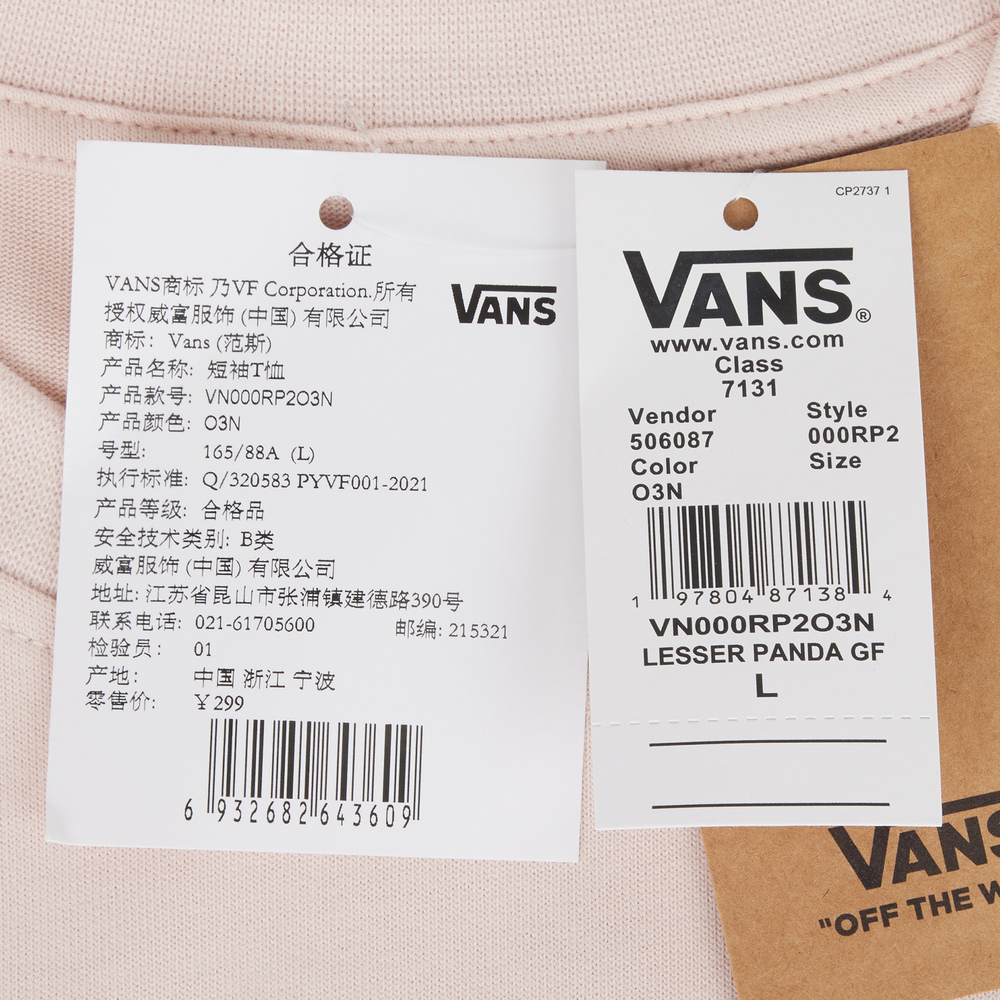 合格证
VANS商标 乃VF Corporation.所有
授权威富服饰 (中国) 有限公司
商标: Vans (范斯)
产品名称: 短袖T恤
产品款号: VN000RP2O3N
产品颜色: O3N
号型: 165/88A (L)
执行标准: Q/320583 PYVF001-2021
产品等级: 合格品
安全技术类别: B类
威富服饰 (中国) 有限公司
地址: 江苏省昆山市张浦镇建德路390号
联系电话: 021-61705600 邮编: 215321
检验员: 01
产地: 中国 浙江 宁波
零售价: ¥299
6 932682 643609
VANS
CP2737 1
VANS®
www.vans.com
Class
7131
Vendor Style
506087 000RP2
Color Size
O3N
1 97804 87138 4
VN000RP2O3N
LESSER PANDA GF
L
VANS
"OFF THE W